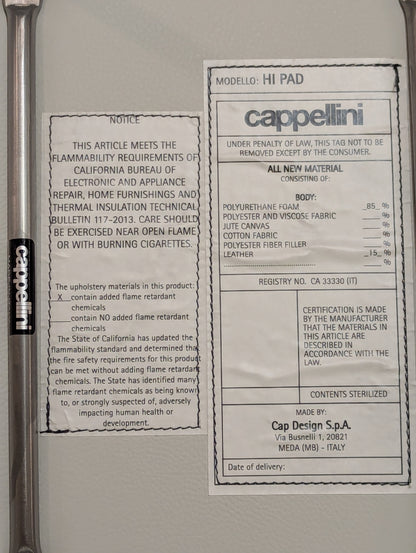 NOTICE
THIS ARTICLE MEETS THE
FLAMMABILITY REQUIREMENTS OF
CALIFORNIA BUREAU OF
ELECTRONIC AND APPLIANCE
REPAIR, HOME FURNISHINGS AND
THERMAL INSULATION TECHNICAL
BULLETIN 117-2013. CARE SHOULD
BE EXERCISED NEAR OPEN FLAME
OR WITH BURNING CIGARETTES.
The upholstery materials in this product:
X contain added flame retardant
chemicals
contain NO added flame retardant
chemicals
The State of California has updated the
flammability standard and determined that
the fire safety requirements for this product
can be met without adding flame retardant
chemicals. The State has identified many
flame retardant chemicals as being known
to, or strongly suspected of, adversely
impacting human health or
development.
cappellini
MODELLO: HI PAD
cappellini
UNDER PENALTY OF LAW, THIS TAG NOT TO BE
REMOVED EXCEPT BY THE CONSUMER.
ALL NEW MATERIAL
CONSISTING OF:
BODY:
POLYURETHANE FOAM _85_ %
POLYESTER AND VISCOSE FABRIC ____ %
JUTE CANVAS ____ %
COTTON FABRIC ____ %
POLYESTER FIBER FILLER ____ %
LEATHER _15_ %
____ %
REGISTRY NO. CA 33330 (IT)
CERTIFICATION IS MADE
BY THE MANUFACTURER
THAT THE MATERIALS IN
THIS ARTICLE ARE
DESCRIBED IN
ACCORDANCE WITH THE
LAW.
CONTENTS STERILIZED
MADE BY:
Cap Design S.p.A.
Via Busnelli 1, 20821
MEDA (MB) - ITALY
Date of delivery: